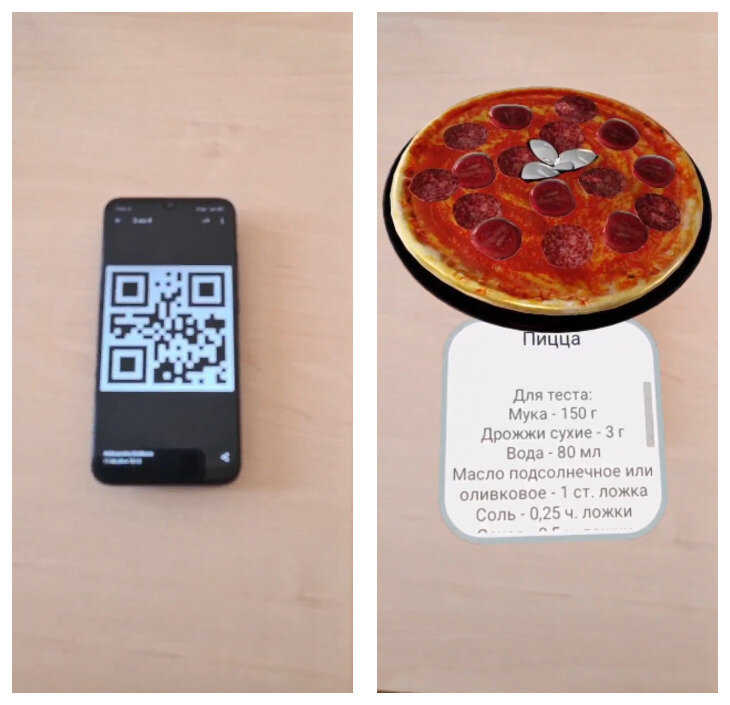 Пицца
Для теста:
Мука - 150 г
Дрожжи сухие - 3 г
Вода - 80 мл
Масло подсолнечное или
оливковое - 1 ст. ложка
Соль - 0,25 ч. ложки